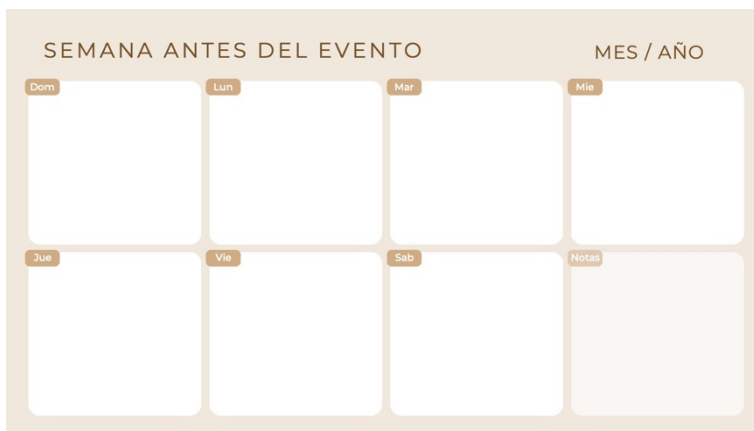 SEMANA ANTES DEL EVENTO
MES / AÑO
Dom
Lun
Mar
Mie
Jue
Vie
Sab
Notas